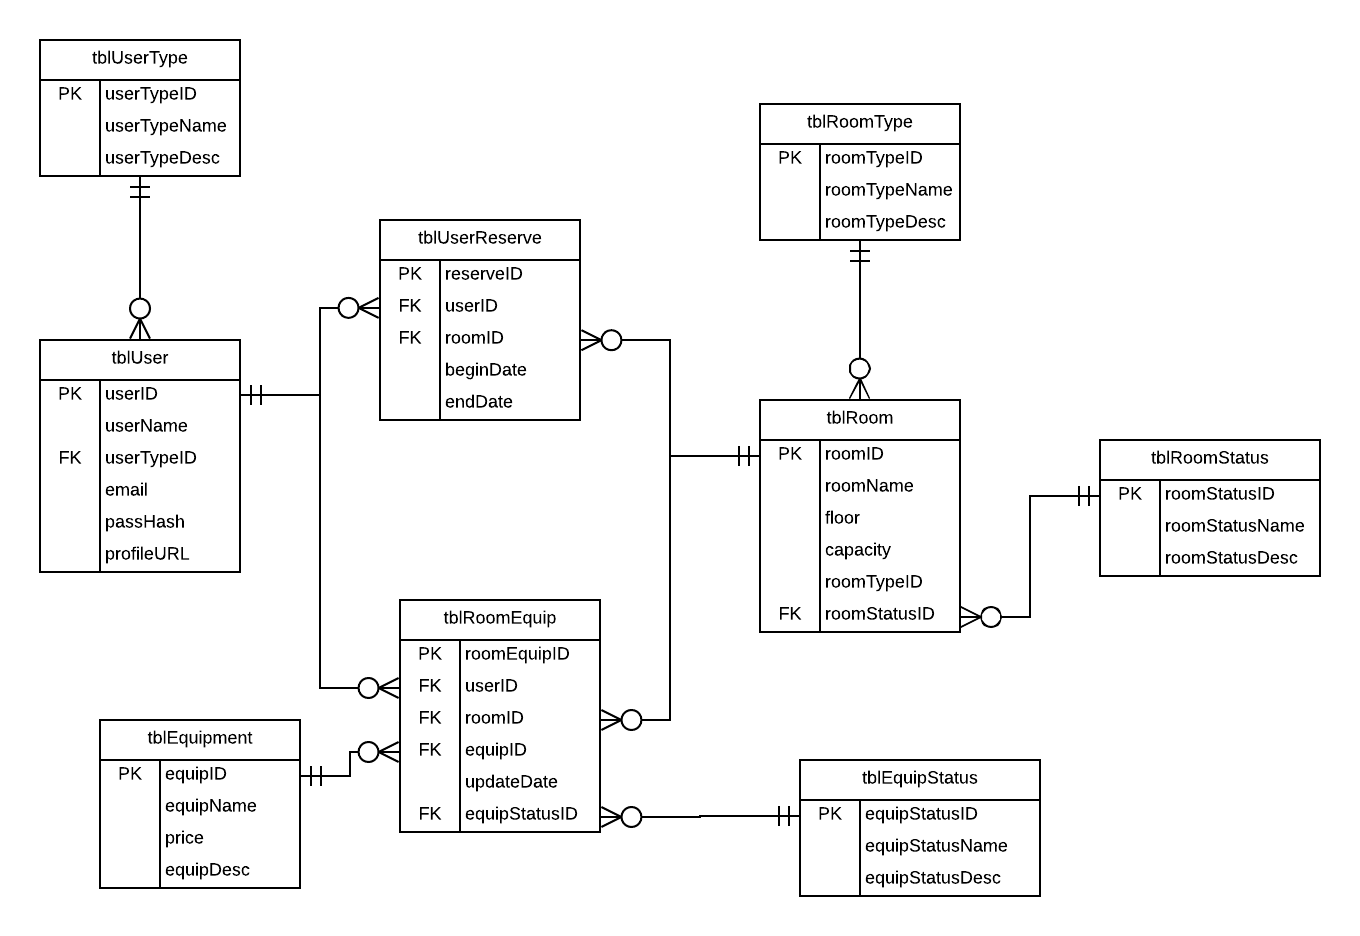 tblUserType
PK userTypeID
userTypeName
userTypeDesc
tblRoomType
PK roomTypeID
roomTypeName
roomTypeDesc
tblUserReserve
PK reserveID
FK userID
FK roomID
beginDate
endDate
tblUser
PK userID
userName
FK userTypeID
email
passHash
profileURL
tblRoom
PK roomID
roomName
floor
capacity
roomTypeID
FK roomStatusID
tblRoomStatus
PK roomStatusID
roomStatusName
roomStatusDesc
tblRoomEquip
PK roomEquipID
FK userID
FK roomID
FK equipID
updateDate
FK equipStatusID
tblEquipment
PK equipID
equipName
price
equipDesc
tblEquipStatus
PK equipStatusID
equipStatusName
equipStatusDesc